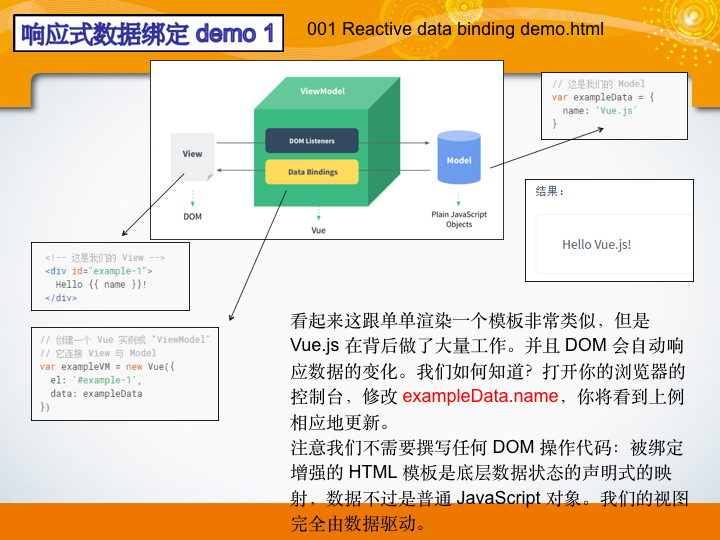 响应式数据绑定 demo 1
001 Reactive data binding demo.html
ViewModel
DOM Listeners
Data Bindings
View
DOM
Vue
Model
Plain JavaScript
Objects
// 这是我们的 Model
var exampleData = {
name: 'Vue.js'
}
结果：
Hello Vue.js!
<!-- 这是我们的 View -->
<div id="example-1">
Hello {{ name }}!
</div>
// 创建一个 Vue 实例或 "ViewModel"
// 它连接 View 与 Model
var exampleVM = new Vue({
el: '#example-1',
data: exampleData
})
看起来这跟单单渲染一个模板非常类似，但是
Vue.js 在背后做了大量工作。并且 DOM 会自动响
应数据的变化。我们如何知道？打开你的浏览器的
控制台，修改 exampleData.name，你将看到上例
相应地更新。
注意我们不需要撰写任何 DOM 操作代码：被绑定
增强的 HTML 模板是底层数据状态的声明式的映
射，数据不过是普通 JavaScript 对象。我们的视图
完全由数据驱动。